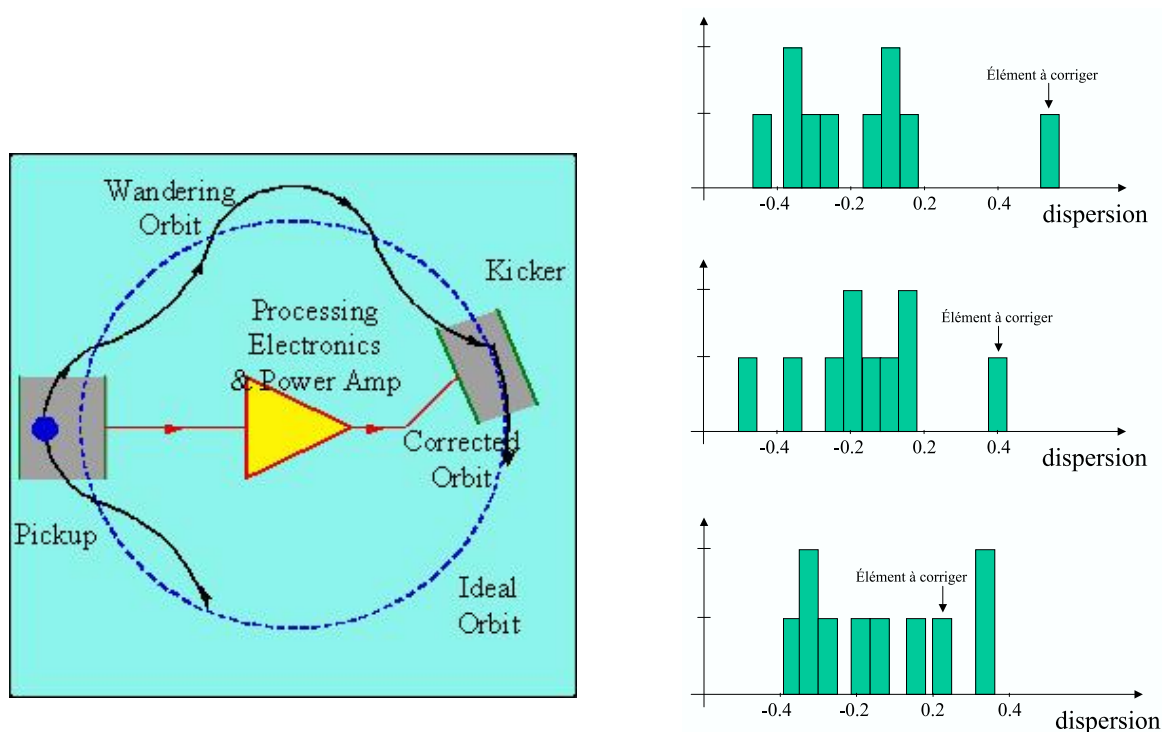 Wandering
Orbit
Kicker
Processing
Electronics
& Power Amp
Corrected
Orbit
Pickup
Ideal
Orbit
Élément à corriger
-0.4 -0.2 0.2 0.4
dispersion
Élément à corriger
-0.4 -0.2 0.2 0.4
dispersion
Élément à corriger
-0.4 -0.2 0.2 0.4
dispersion